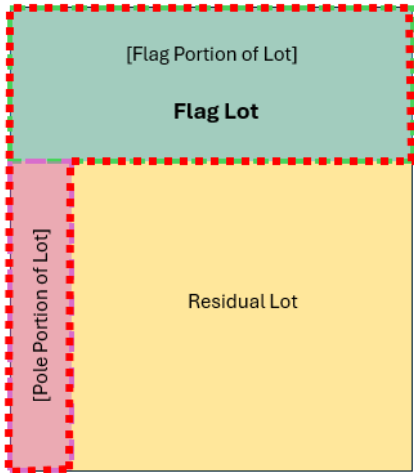 [Flag Portion of Lot]
Flag Lot
[Pole Portion of Lot]
Residual Lot